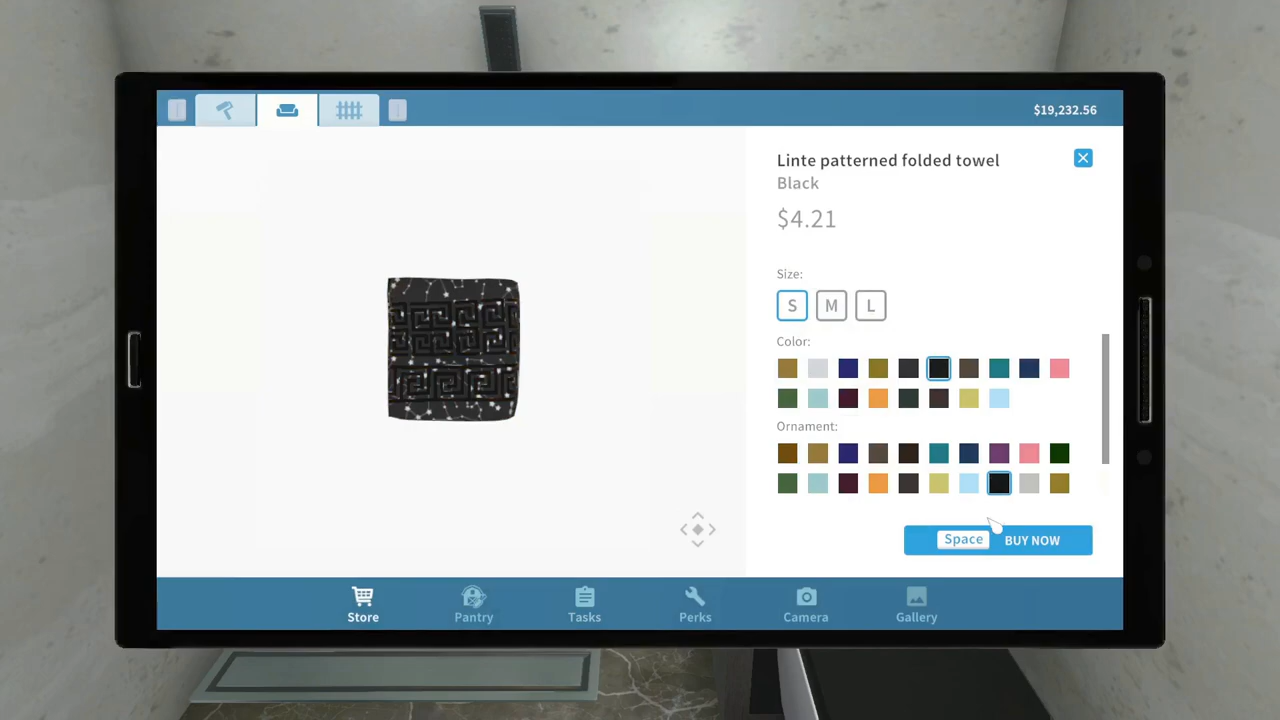 $19,232.56
Linte patterned folded towel
Black
$4.21
Size:
S M L
Color:
Ornament:
Space BUY NOW
Store Pantry Tasks Perks Camera Gallery